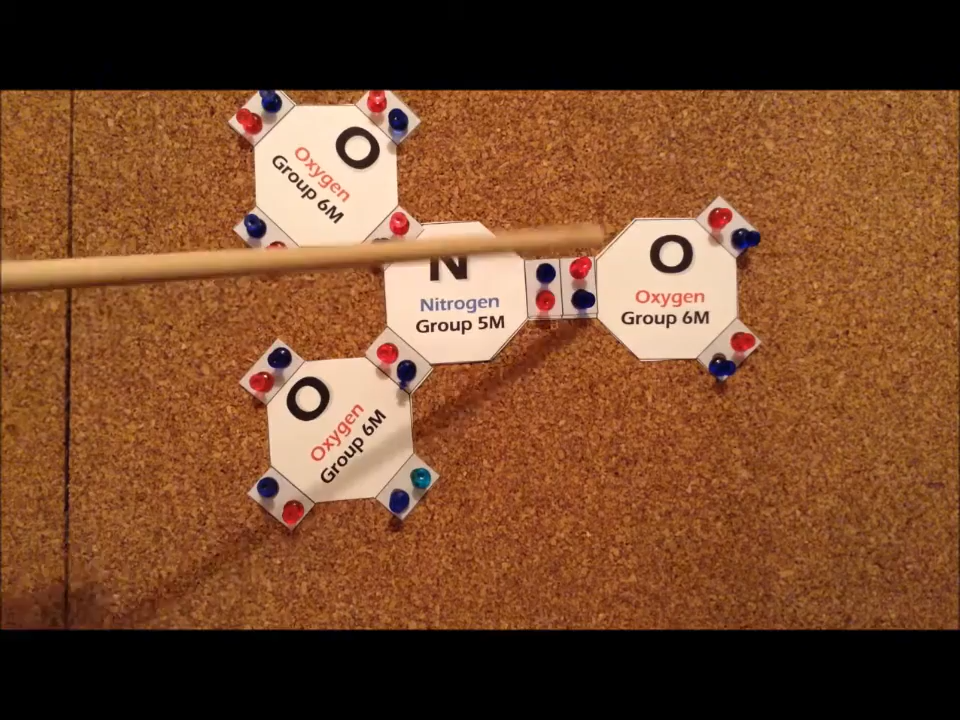 O
Oxygen
Group 6M
N
Nitrogen
Group 5M
O
Oxygen
Group 6M
O
Oxygen
Group 6M